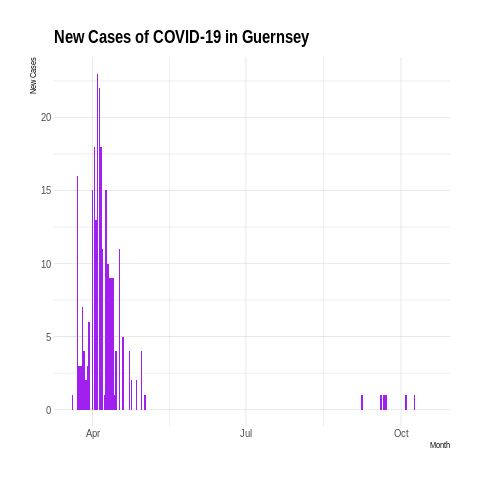 New Cases of COVID-19 in Guernsey
New Cases
20
15
10
5
0
Apr
Jul
Oct
Month